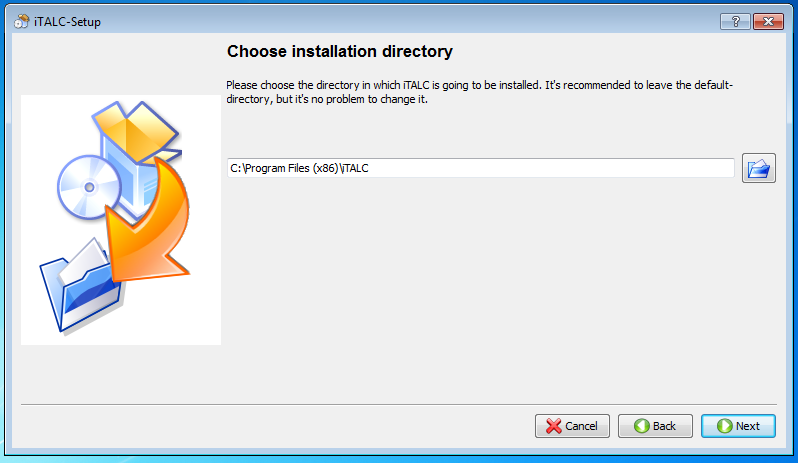 iTALC-Setup
Choose installation directory
Please choose the directory in which iTALC is going to be installed. It's recommended to leave the default-
directory, but it's no problem to change it.
C:\Program Files (x86)\iTALC
Cancel
Back
Next